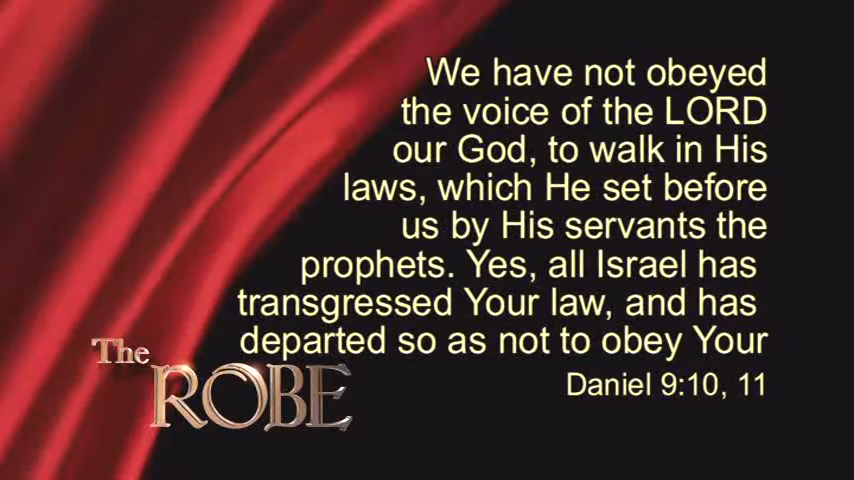 We have not obeyed
the voice of the LORD
our God, to walk in His
laws, which He set before
us by His servants the
prophets. Yes, all Israel has
transgressed Your law, and has
departed so as not to obey Your
Daniel 9:10, 11
The
ROBE